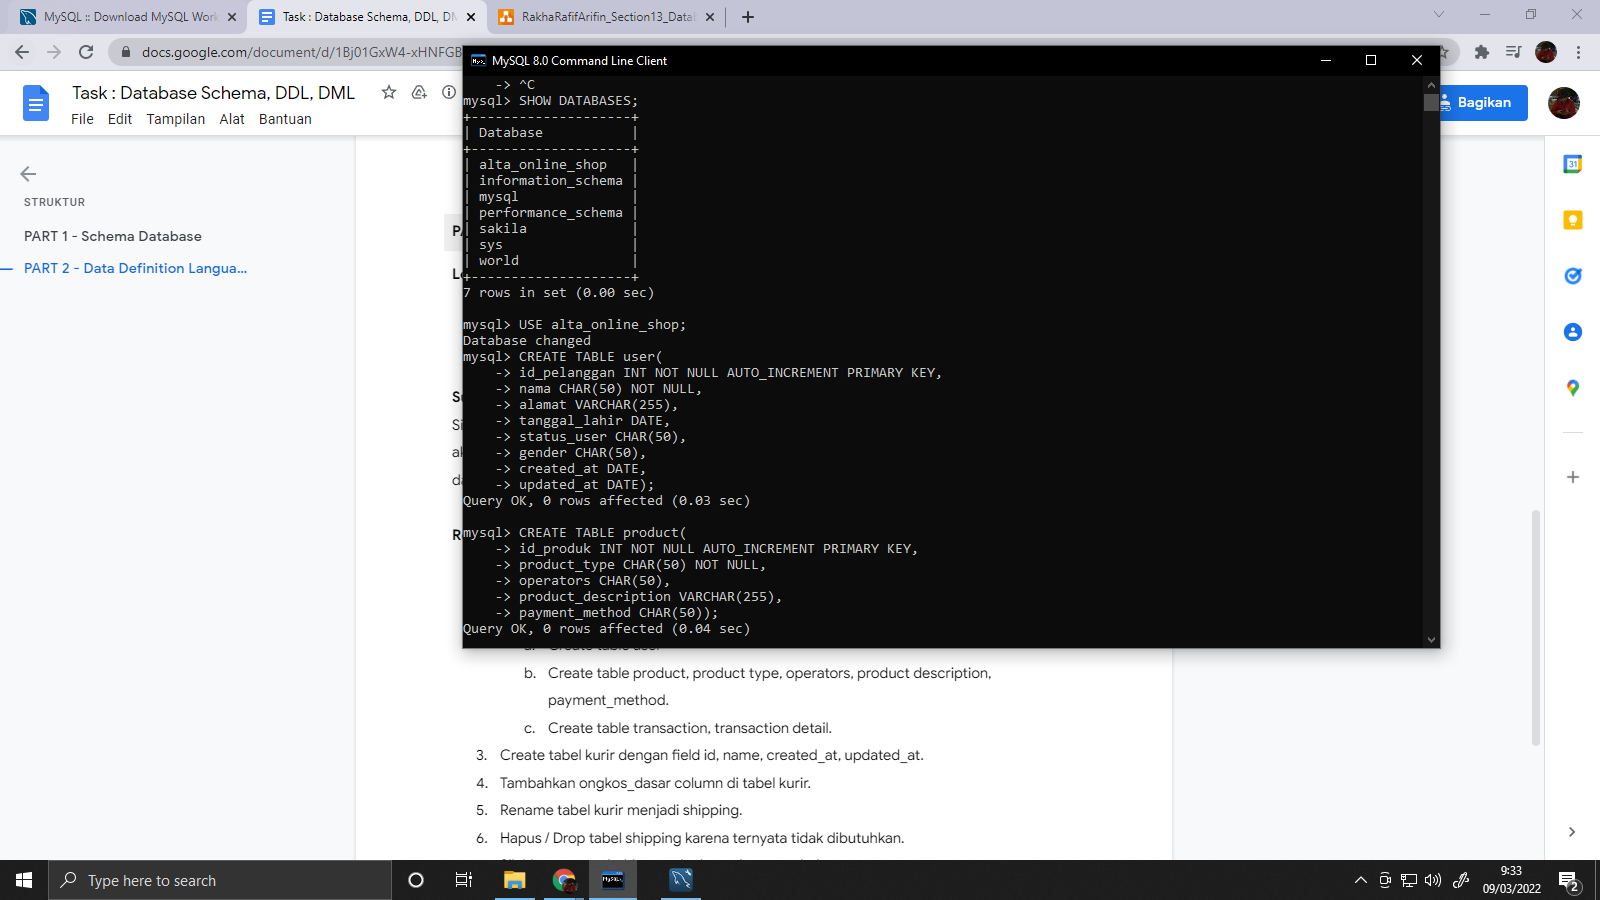 MySQL :: Download MySQL Work
Task : Database Schema, DDL, DM
RakhaRafifArifin_Section13_Data
docs.google.com/document/d/1Bj01GxW4-xHNFGB
Task : Database Schema, DDL, DML
File Edit Tampilan Alat Bantuan
Bagikan
STRUKTUR
PART 1 - Schema Database
PART 2 - Data Definition Langua...
MySQL 8.0 Command Line Client
-> ^C
mysql> SHOW DATABASES;
+--------------------+
| Database           |
+--------------------+
| alta_online_shop   |
| information_schema |
| mysql              |
| performance_schema |
| sakila             |
| sys                |
| world              |
+--------------------+
7 rows in set (0.00 sec)
mysql> USE alta_online_shop;
Database changed
mysql> CREATE TABLE user(
-> id_pelanggan INT NOT NULL AUTO_INCREMENT PRIMARY KEY,
-> nama CHAR(50) NOT NULL,
-> alamat VARCHAR(255),
-> tanggal_lahir DATE,
-> status_user CHAR(50),
-> gender CHAR(50),
-> created_at DATE,
-> updated_at DATE);
Query OK, 0 rows affected (0.03 sec)
mysql> CREATE TABLE product(
-> id_produk INT NOT NULL AUTO_INCREMENT PRIMARY KEY,
-> product_type CHAR(50) NOT NULL,
-> operators CHAR(50),
-> product_description VARCHAR(255),
-> payment_method CHAR(50));
Query OK, 0 rows affected (0.04 sec)
a. Create table user
b. Create table product, product type, operators, product description,
payment_method.
c. Create table transaction, transaction detail.
3. Create tabel kurir dengan field id, name, created_at, updated_at.
4. Tambahkan ongkos_dasar column di tabel kurir.
5. Rename tabel kurir menjadi shipping.
6. Hapus / Drop tabel shipping karena ternyata tidak dibutuhkan.
31
Type here to search
9:33
09/03/2022
2